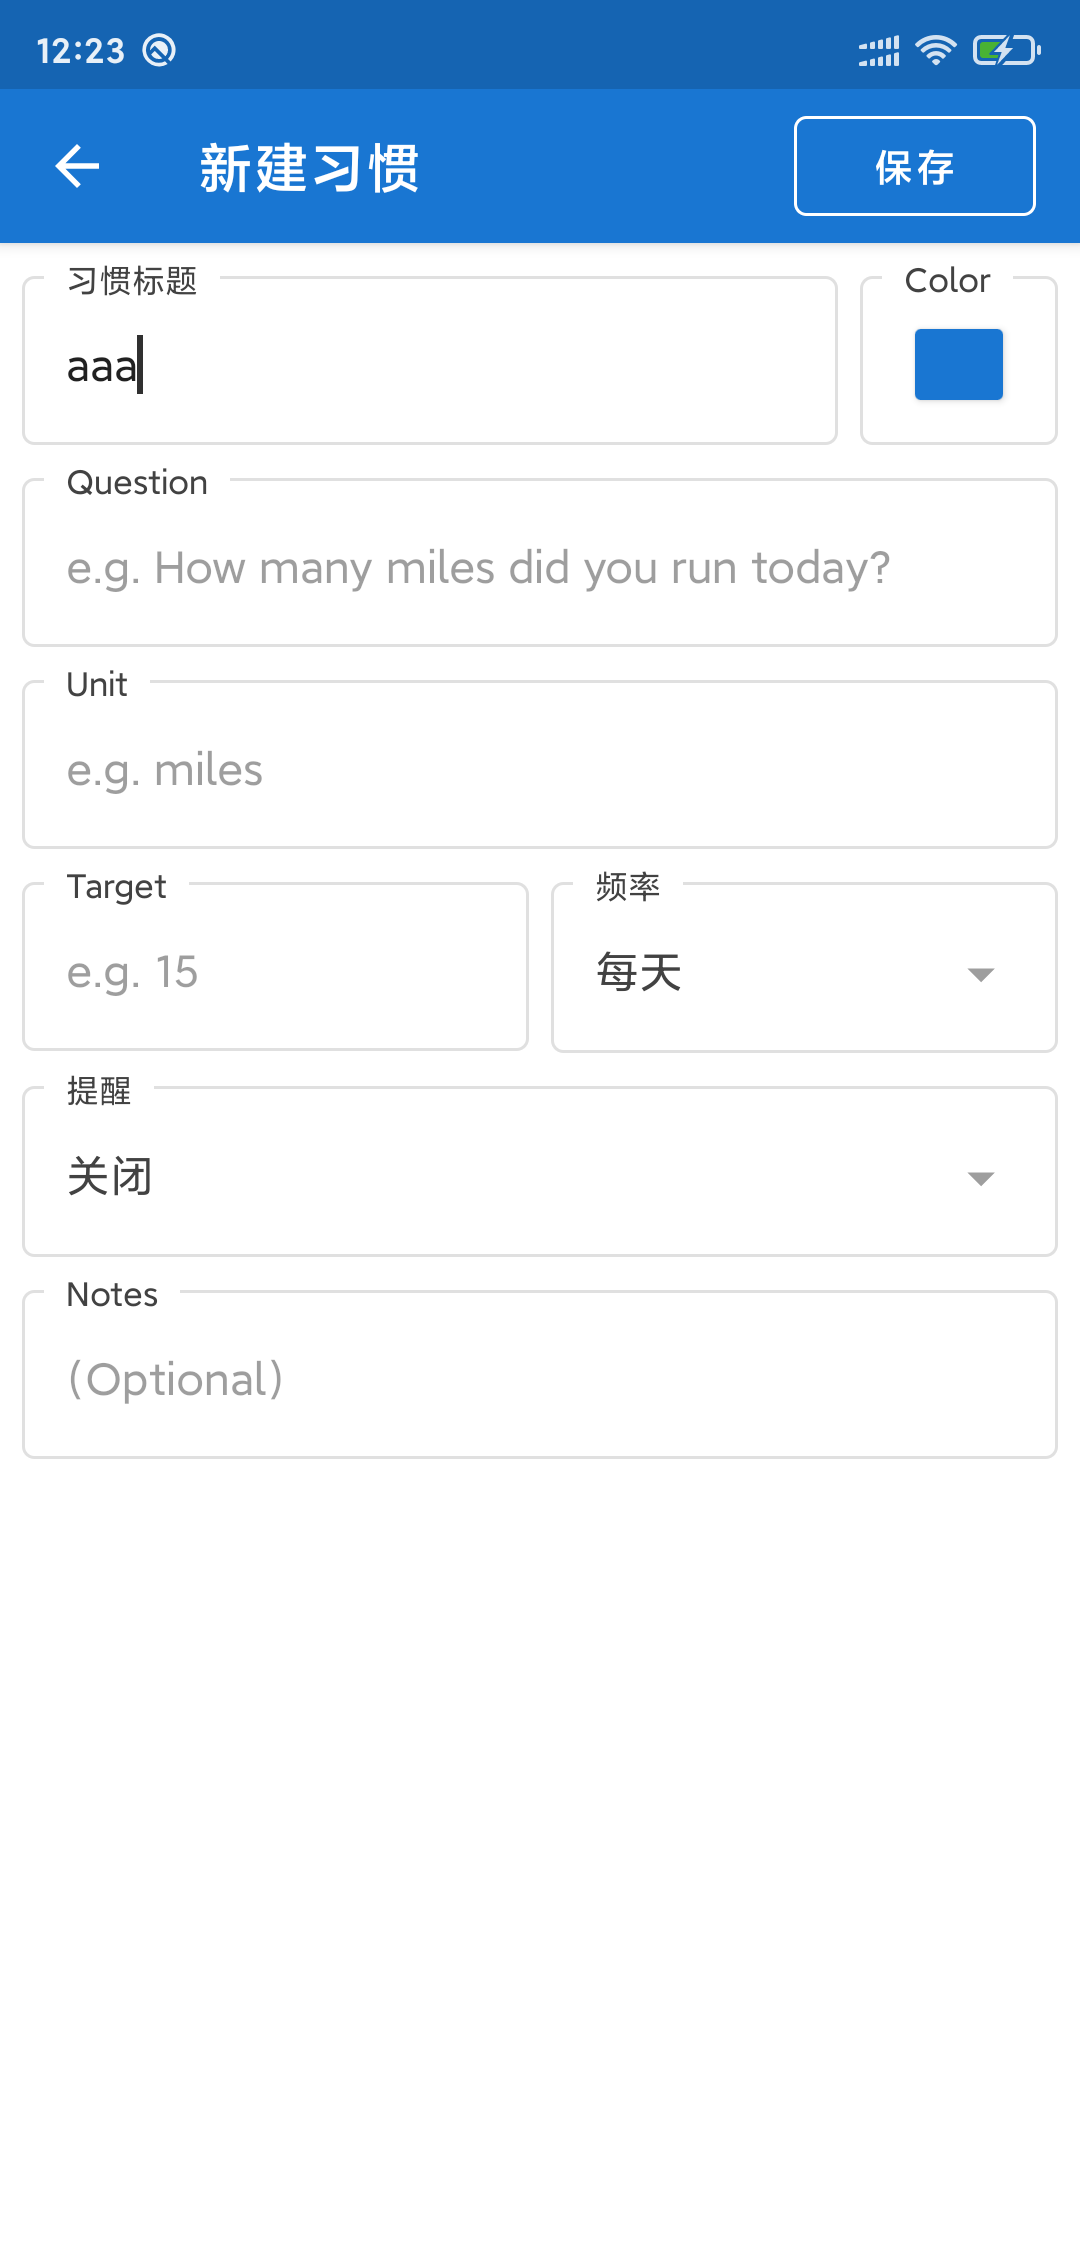 12:23
新建习惯
保存
习惯标题
Color
aaa
Question
e.g. How many miles did you run today?
Unit
e.g. miles
Target
频率
e.g. 15
每天
提醒
关闭
Notes
(Optional)